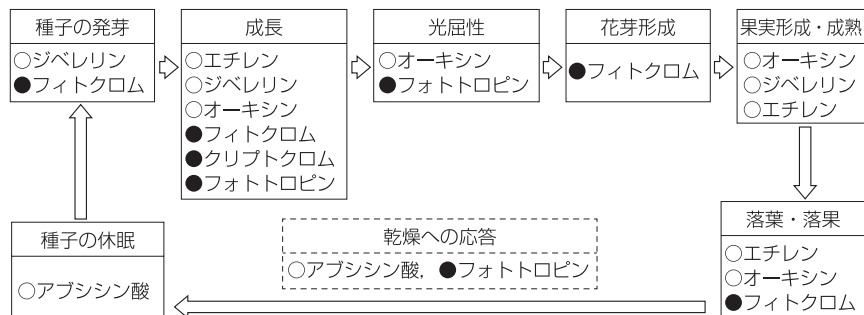 種子の発芽
○ジベレリン
●フィトクロム
成長
○エチレン
○ジベレリン
○オーキシン
●フィトクロム
●クリプトクロム
●フォトトロピン
光屈性
○オーキシン
●フォトトロピン
花芽形成
●フィトクロム
果実形成・成熟
○オーキシン
○ジベレリン
○エチレン
落葉・落果
○エチレン
○オーキシン
●フィトクロム
乾燥への応答
○アブシシン酸，●フォトトロピン
種子の休眠
○アブシシン酸